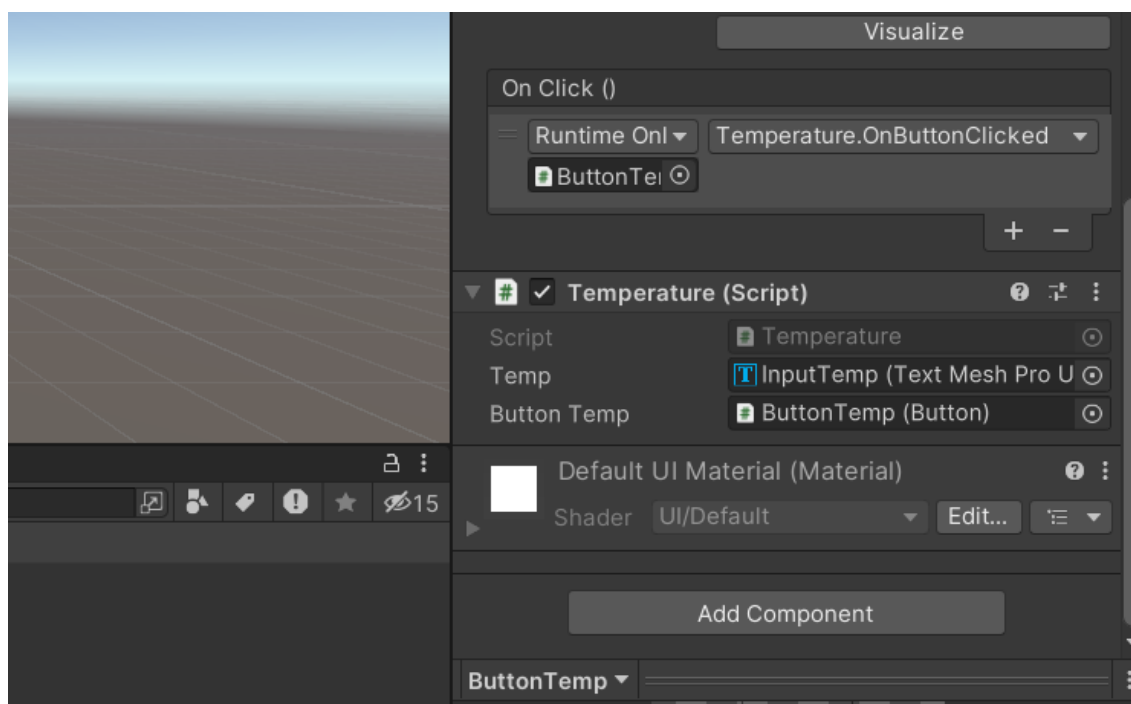 Visualize
On Click ()
Runtime Onl
Temperature.OnButtonClicked
ButtonTe
Temperature (Script)
Script
Temperature
Temp
InputTemp (Text Mesh Pro U
Button Temp
ButtonTemp (Button)
Default UI Material (Material)
15
Shader
UI/Default
Edit...
Add Component
ButtonTemp